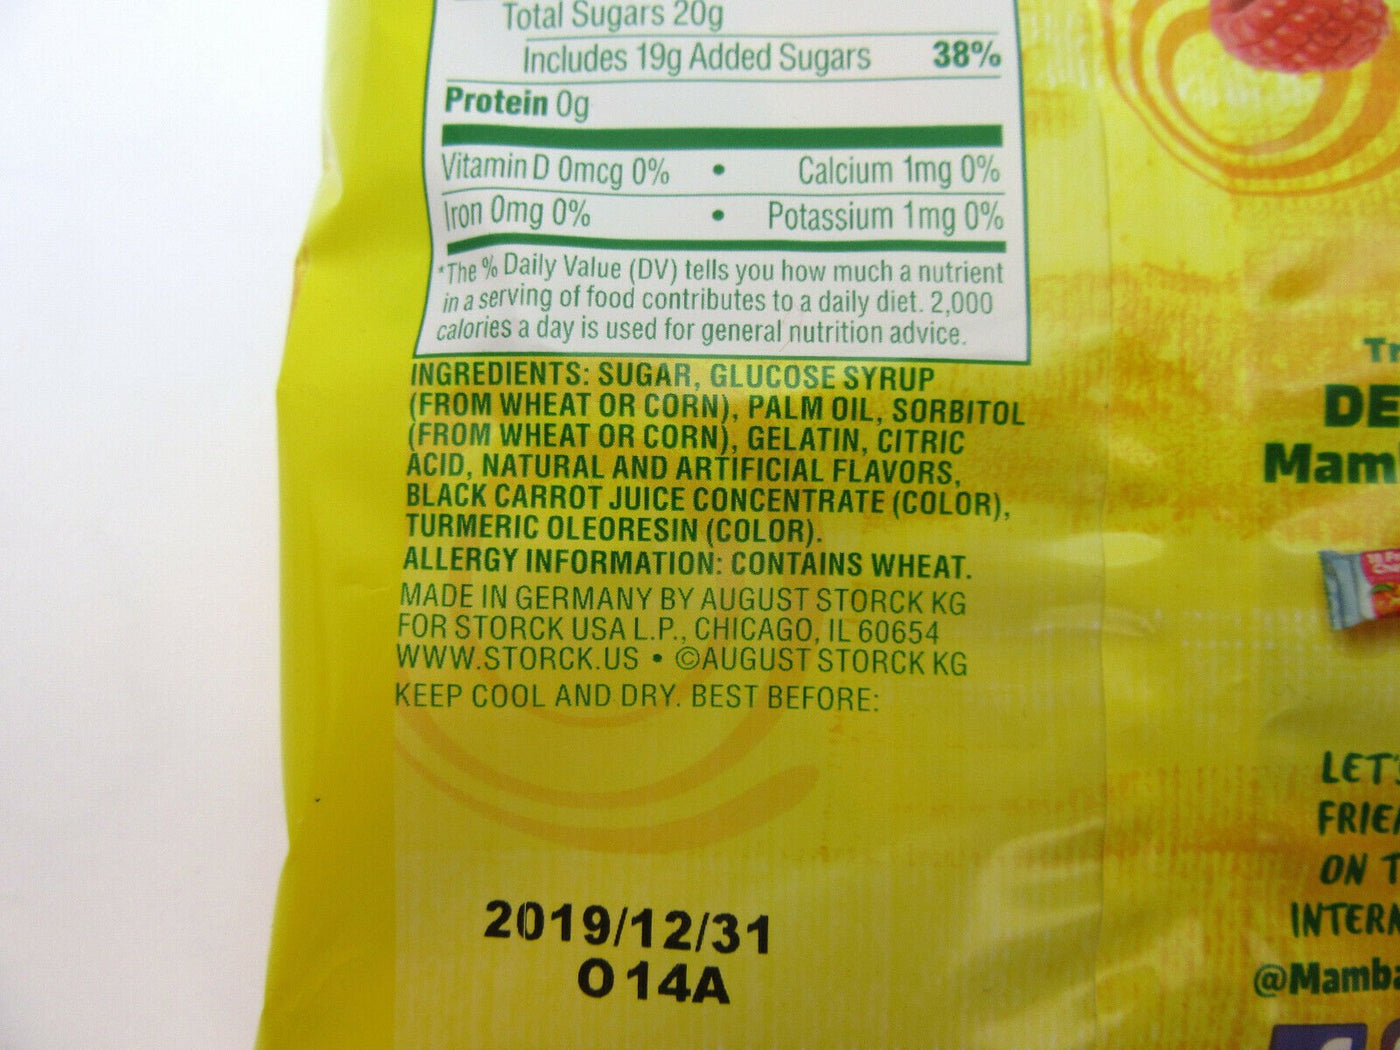 Total Sugars 20g
Includes 19g Added Sugars 38%
Protein 0g
Vitamin D 0mcg 0% • Calcium 1mg 0%
Iron 0mg 0% • Potassium 1mg 0%
*The % Daily Value (DV) tells you how much a nutrient
in a serving of food contributes to a daily diet. 2,000
calories a day is used for general nutrition advice.
INGREDIENTS: SUGAR, GLUCOSE SYRUP
(FROM WHEAT OR CORN), PALM OIL, SORBITOL
(FROM WHEAT OR CORN), GELATIN, CITRIC
ACID, NATURAL AND ARTIFICIAL FLAVORS,
BLACK CARROT JUICE CONCENTRATE (COLOR),
TURMERIC OLEORESIN (COLOR).
ALLERGY INFORMATION: CONTAINS WHEAT.
MADE IN GERMANY BY AUGUST STORCK KG
FOR STORCK USA L.P., CHICAGO, IL 60654
WWW.STORCK.US • ©AUGUST STORCK KG
KEEP COOL AND DRY. BEST BEFORE:
2019/12/31
O 14A
DE
Mam
LET'
FRIE
ON T
INTER
@Mamba